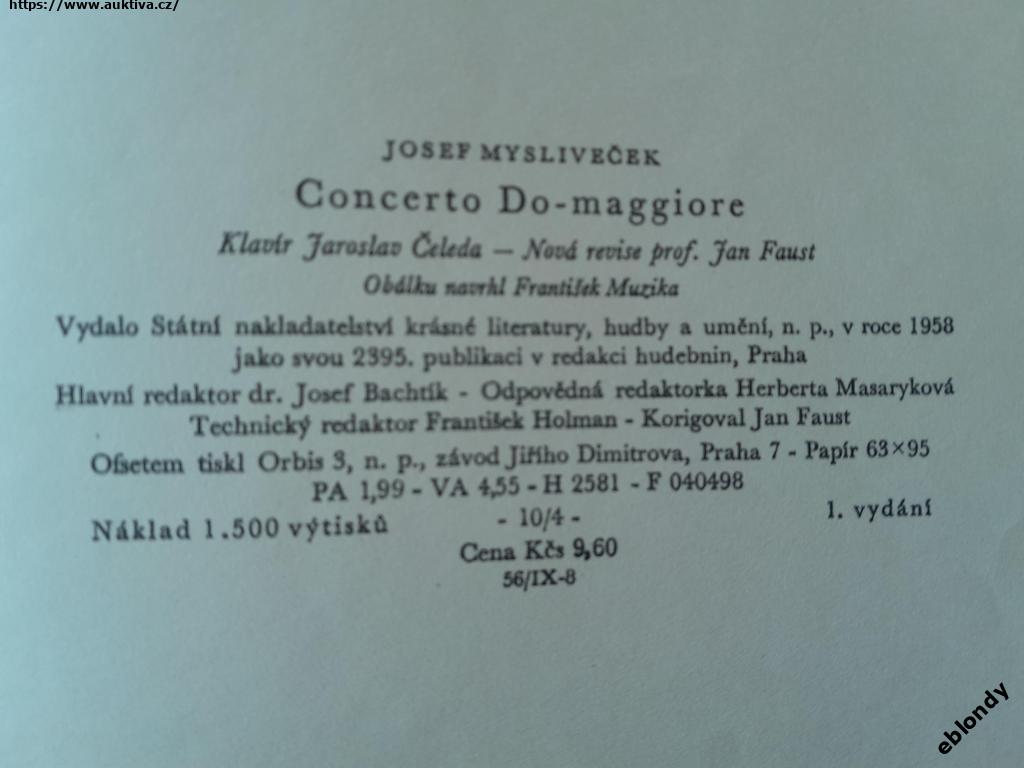 https://www.auktiva.cz/
JOSEF MYSLIVEČEK
Concerto Do-maggiore
Klavír Jaroslav Čeleda — Nová revise prof. Jan Faust
Obálku navrhl František Muzika
Vydalo Státní nakladatelství krásné literatury, hudby a umění, n. p., v roce 1958
jako svou 2395. publikaci v redakci hudebnin, Praha
Hlavní redaktor dr. Josef Bachtík - Odpovědná redaktorka Herberta Masaryková
Technický redaktor František Holman - Korigoval Jan Faust
Ofsetem tiskl Orbis 3, n. p., závod Jiřího Dimitrova, Praha 7 - Papír 63×95
PA 1,99 - VA 4,55 - H 2581 - F 040498
Náklad 1.500 výtisků - 10/4 - 1. vydání
Cena Kčs 9,60
56/IX-8
eblondy